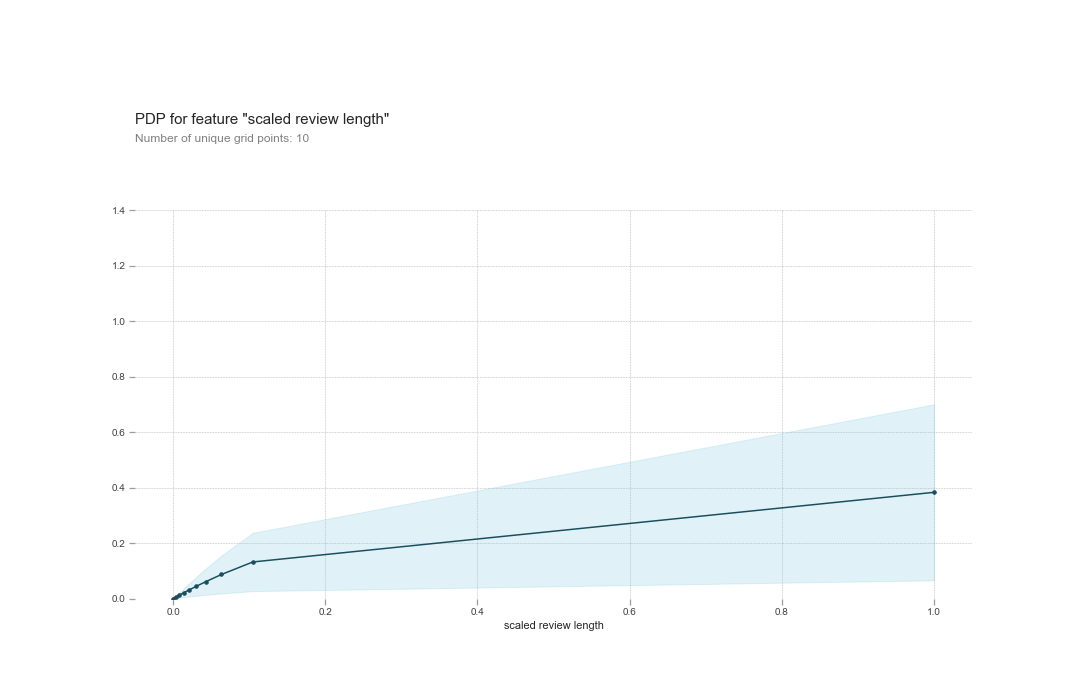 PDP for feature "scaled review length"
Number of unique grid points: 10
1.4
1.2
1.0
0.8
0.6
0.4
0.2
0.0
0.0 0.2 0.4 0.6 0.8 1.0
scaled review length